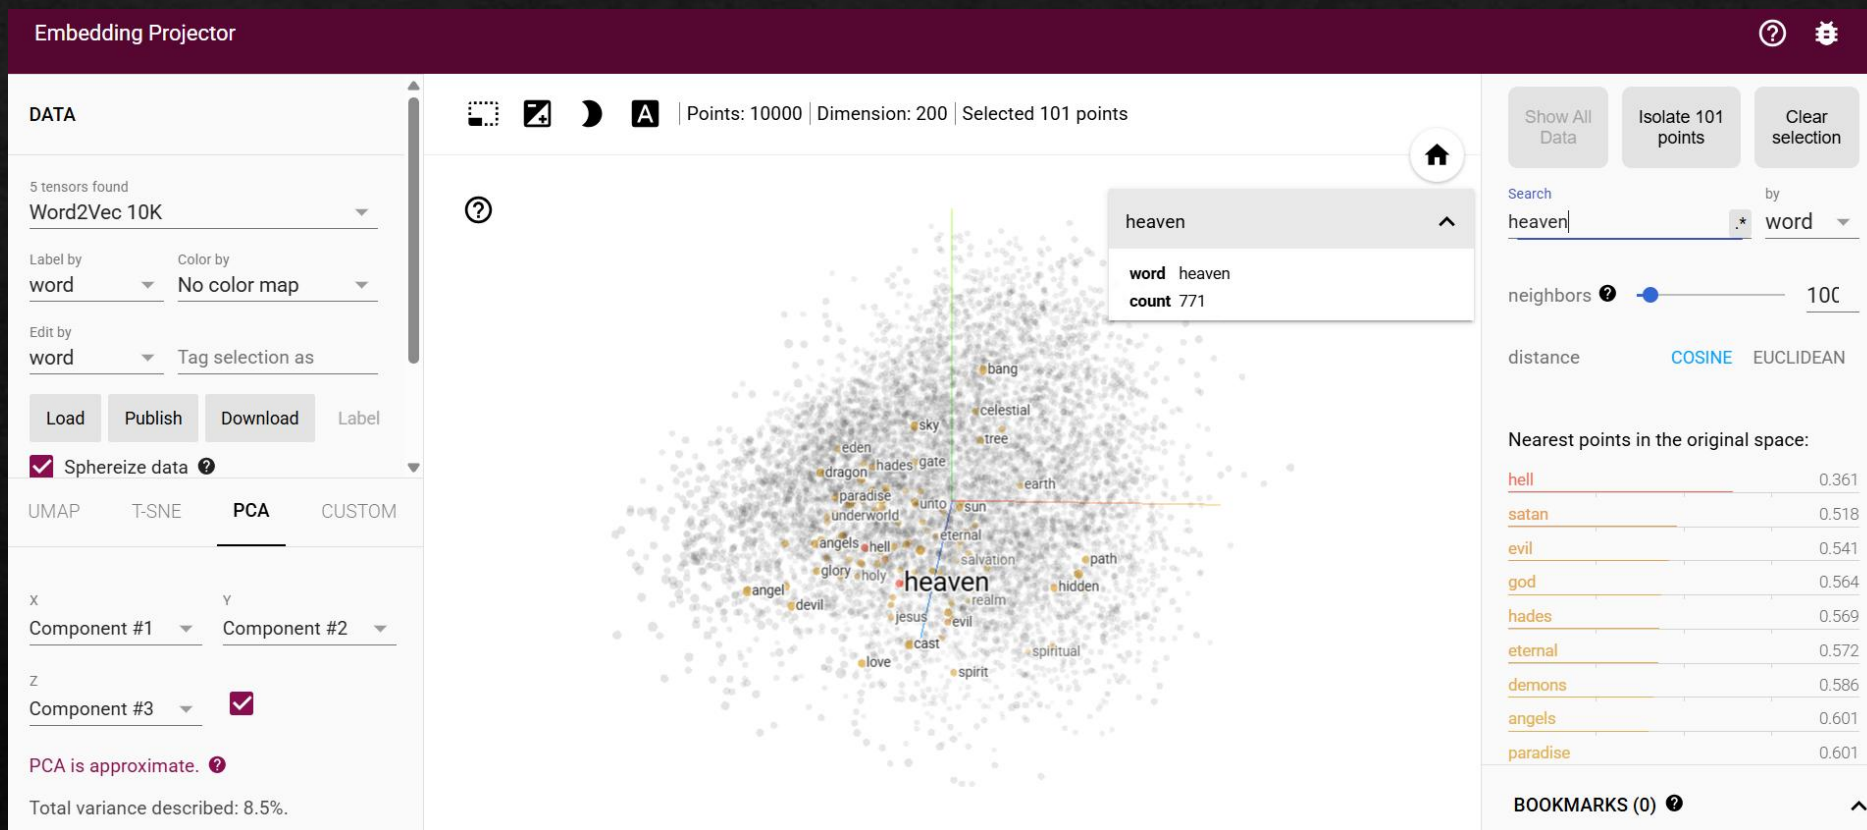 Embedding Projector
DATA
5 tensors found
Word2Vec 10K
Label by
Color by
word
No color map
Edit by
word
Tag selection as
Load
Publish
Download
Label
Sphereize data
UMAP
T-SNE
PCA
CUSTOM
X
Y
Component #1
Component #2
Z
Component #3
PCA is approximate.
Total variance described: 8.5%.
A
Points: 10000
Dimension: 200
Selected 101 points
heaven
word heaven
count 771
bang
celestial
sky
tree
eden
hades
gate
dragon
earth
paradise
unto
sun
underworld
eternal
angels
hell
salvation
path
glory
holy
heaven
hidden
angel
realm
devil
jesus
evil
cast
spiritual
love
spirit
Show All
Data
Isolate 101
points
Clear
selection
Search
by
heaven
.*
word
neighbors
100
distance
COSINE
EUCLIDEAN
Nearest points in the original space:
hell 0.361
satan 0.518
evil 0.541
god 0.564
hades 0.569
eternal 0.572
demons 0.586
angels 0.601
paradise 0.601
BOOKMARKS (0)